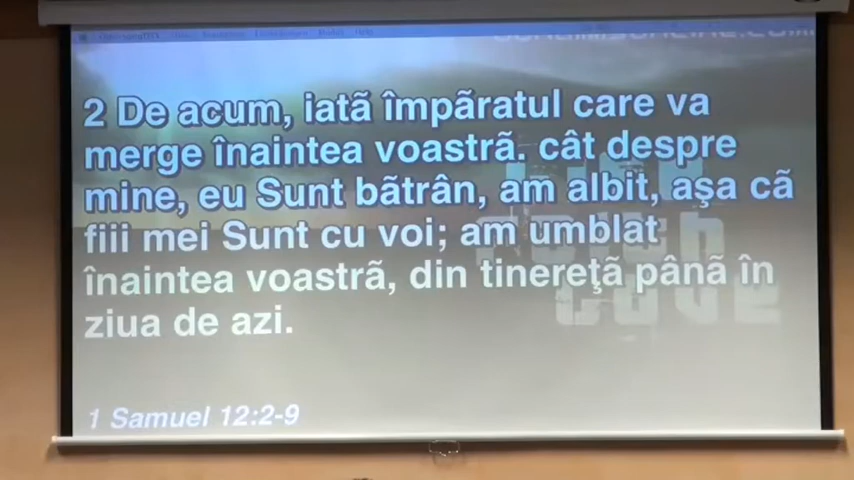 2 De acum, iatã împãratul care va
merge înaintea voastrã. cât despre
mine, eu Sunt bãtrân, am albit, aşa cã
fiii mei Sunt cu voi; am umblat
înaintea voastrã, din tinereţã pânã în
ziua de azi.
1 Samuel 12:2-9